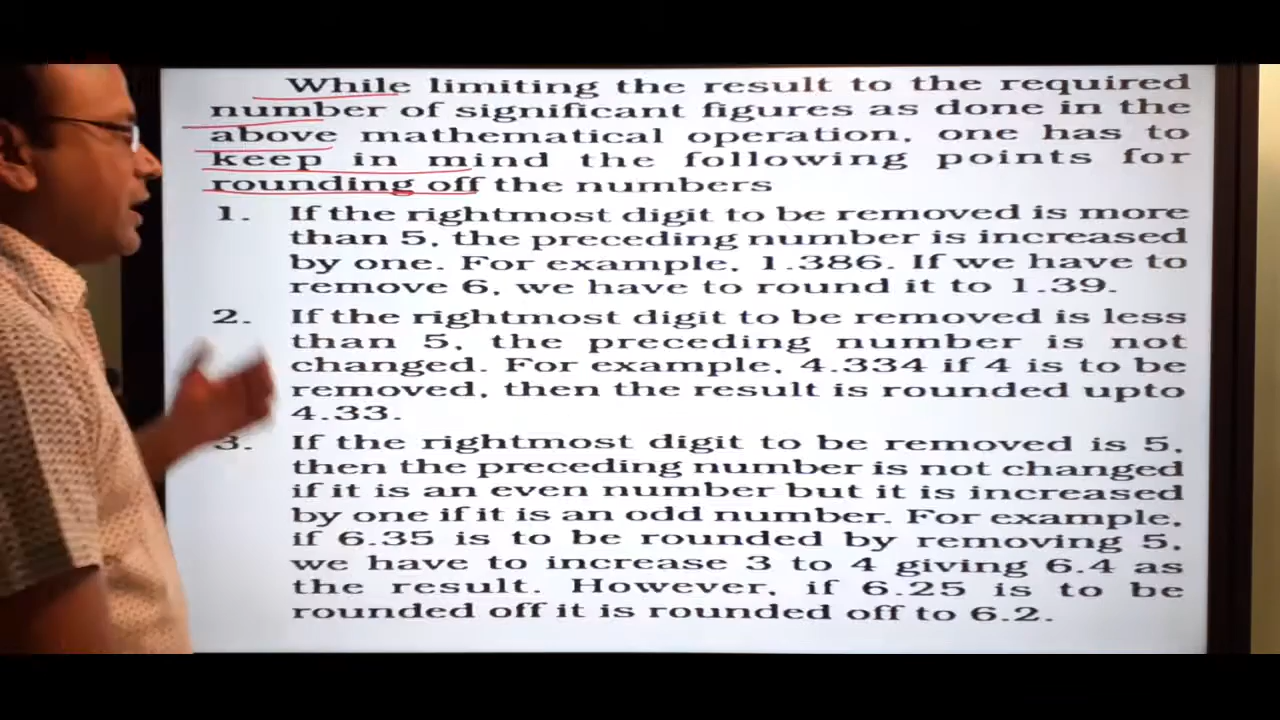 While limiting the result to the required
number of significant figures as done in the
above mathematical operation, one has to
keep in mind the following points for
rounding off the numbers
1. If the rightmost digit to be removed is more
than 5, the preceding number is increased
by one. For example, 1.386. If we have to
remove 6, we have to round it to 1.39.
2. If the rightmost digit to be removed is less
than 5, the preceding number is not
changed. For example, 4.334 if 4 is to be
removed, then the result is rounded upto
4.33.
3. If the rightmost digit to be removed is 5,
then the preceding number is not changed
if it is an even number but it is increased
by one if it is an odd number. For example,
if 6.35 is to be rounded by removing 5,
we have to increase 3 to 4 giving 6.4 as
the result. However, if 6.25 is to be
rounded off it is rounded off to 6.2.